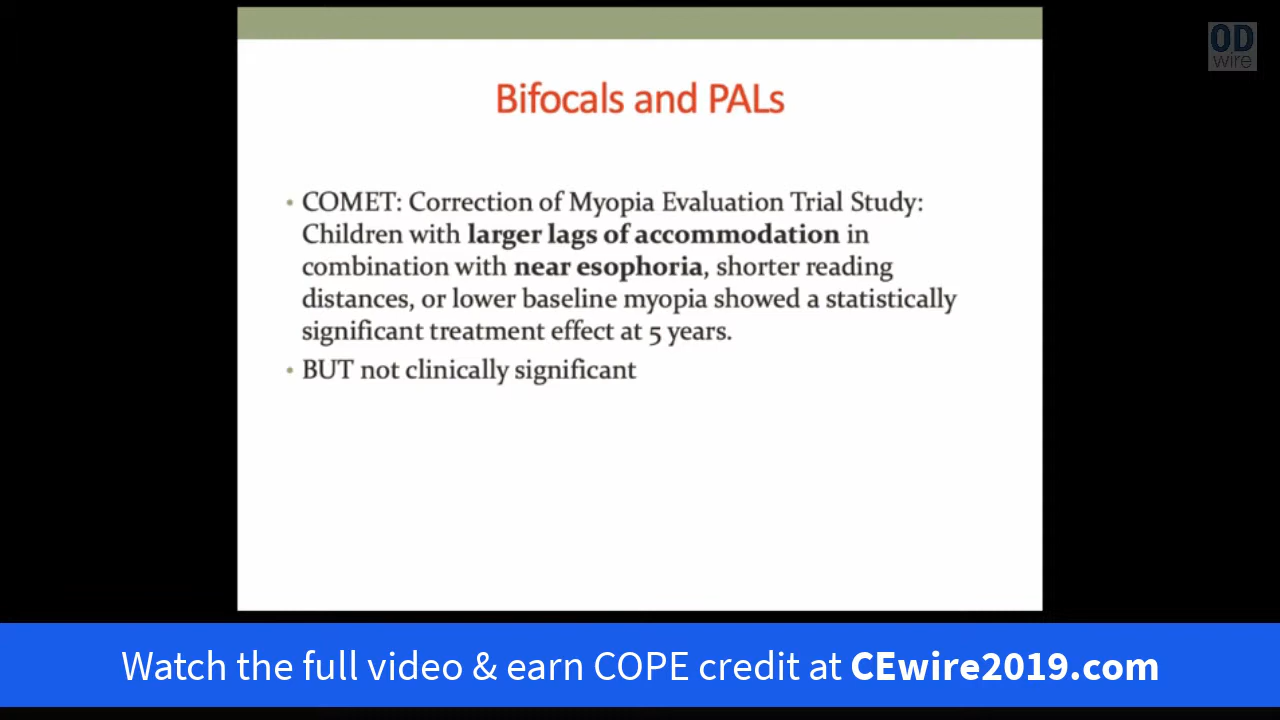 OD
wire
Bifocals and PALs
• COMET: Correction of Myopia Evaluation Trial Study:
Children with larger lags of accommodation in
combination with near esophoria, shorter reading
distances, or lower baseline myopia showed a statistically
significant treatment effect at 5 years.
• BUT not clinically significant
Watch the full video & earn COPE credit at CEwire2019.com